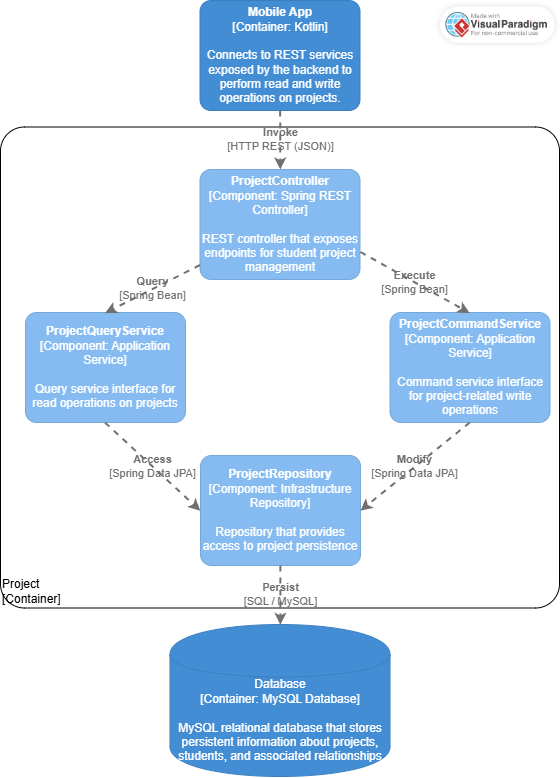 Mobile App
[Container: Kotlin]
Connects to REST services
exposed by the backend to
perform read and write
operations on projects.
Made with
VisualParadigm
For non-commercial use
Invoke
[HTTP REST (JSON)]
ProjectController
[Component: Spring REST
Controller]
REST controller that exposes
endpoints for student project
management
Query
[Spring Bean]
Execute
[Spring Bean]
ProjectQueryService
[Component: Application
Service]
Query service interface for
read operations on projects
ProjectCommandService
[Component: Application
Service]
Command service interface
for project-related write
operations
Access
[Spring Data JPA]
Modify
[Spring Data JPA]
ProjectRepository
[Component: Infrastructure
Repository]
Repository that provides
access to project persistence
Project
[Container]
Persist
[SQL / MySQL]
Database
[Container: MySQL Database]
MySQL relational database that stores
persistent information about projects,
students, and associated relationships